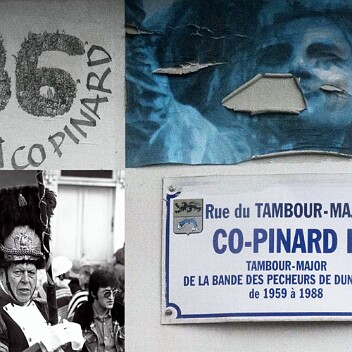 86
CO PINARD
Rue du TAMBOUR-MA
CO-PINARD I
TAMBOUR-MAJOR
DE LA BANDE DES PECHEURS DE DUN
de 1959 à 1988